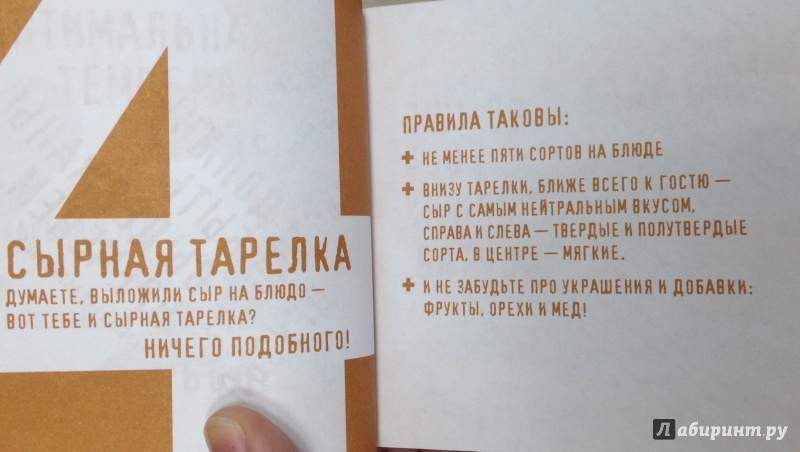 4
СЫРНАЯ ТАРЕЛКА
ДУМАЕТЕ, ВЫЛОЖИЛИ СЫР НА БЛЮДО —
ВОТ ТЕБЕ И СЫРНАЯ ТАРЕЛКА?
НИЧЕГО ПОДОБНОГО!
ПРАВИЛА ТАКОВЫ:
+ НЕ МЕНЕЕ ПЯТИ СОРТОВ НА БЛЮДЕ
+ ВНИЗУ ТАРЕЛКИ, БЛИЖЕ ВСЕГО К ГОСТЮ —
СЫР С САМЫМ НЕЙТРАЛЬНЫМ ВКУСОМ,
СПРАВА И СЛЕВА — ТВЕРДЫЕ И ПОЛУТВЕРДЫЕ
СОРТА, В ЦЕНТРЕ — МЯГКИЕ.
+ И НЕ ЗАБУДЬТЕ ПРО УКРАШЕНИЯ И ДОБАВКИ:
ФРУКТЫ, ОРЕХИ И МЕД!
Лабиринт.ру